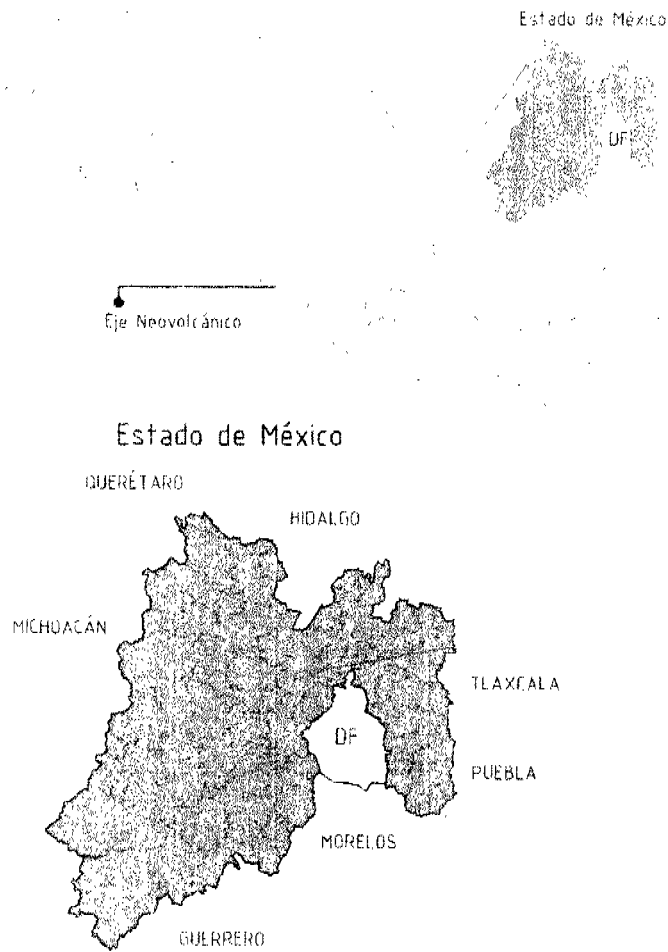 Estado de México
DF
Eje Neovolcánico
Estado de México
QUERÉTARO
HIDALGO
MICHOACÁN
TLAXCALA
DF
PUEBLA
MORELOS
GUERRERO